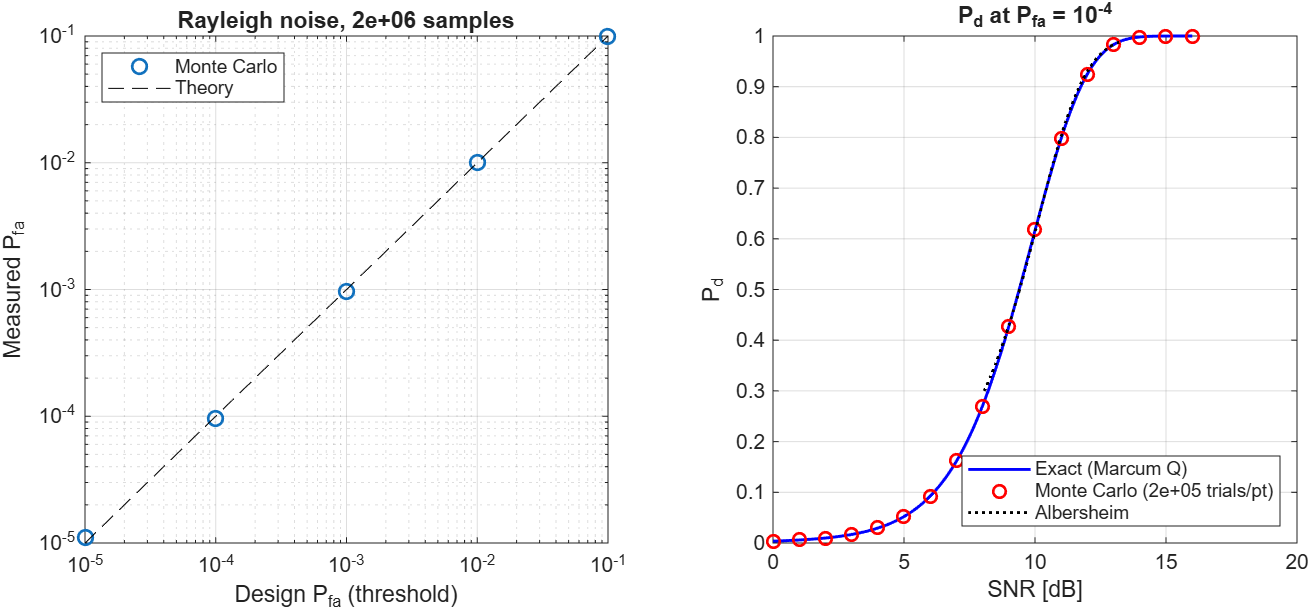 Rayleigh noise, 2e+06 samples
Monte Carlo
Theory
10^-1
10^-2
10^-3
10^-4
10^-5
Measured P_fa
10^-5
10^-4
10^-3
10^-2
10^-1
Design P_fa (threshold)
P_d at P_fa = 10^-4
1
0.9
0.8
0.7
0.6
0.5
0.4
0.3
0.2
0.1
0
P_d
Exact (Marcum Q)
Monte Carlo (2e+05 trials/pt)
Albersheim
0 5 10 15 20
SNR [dB]